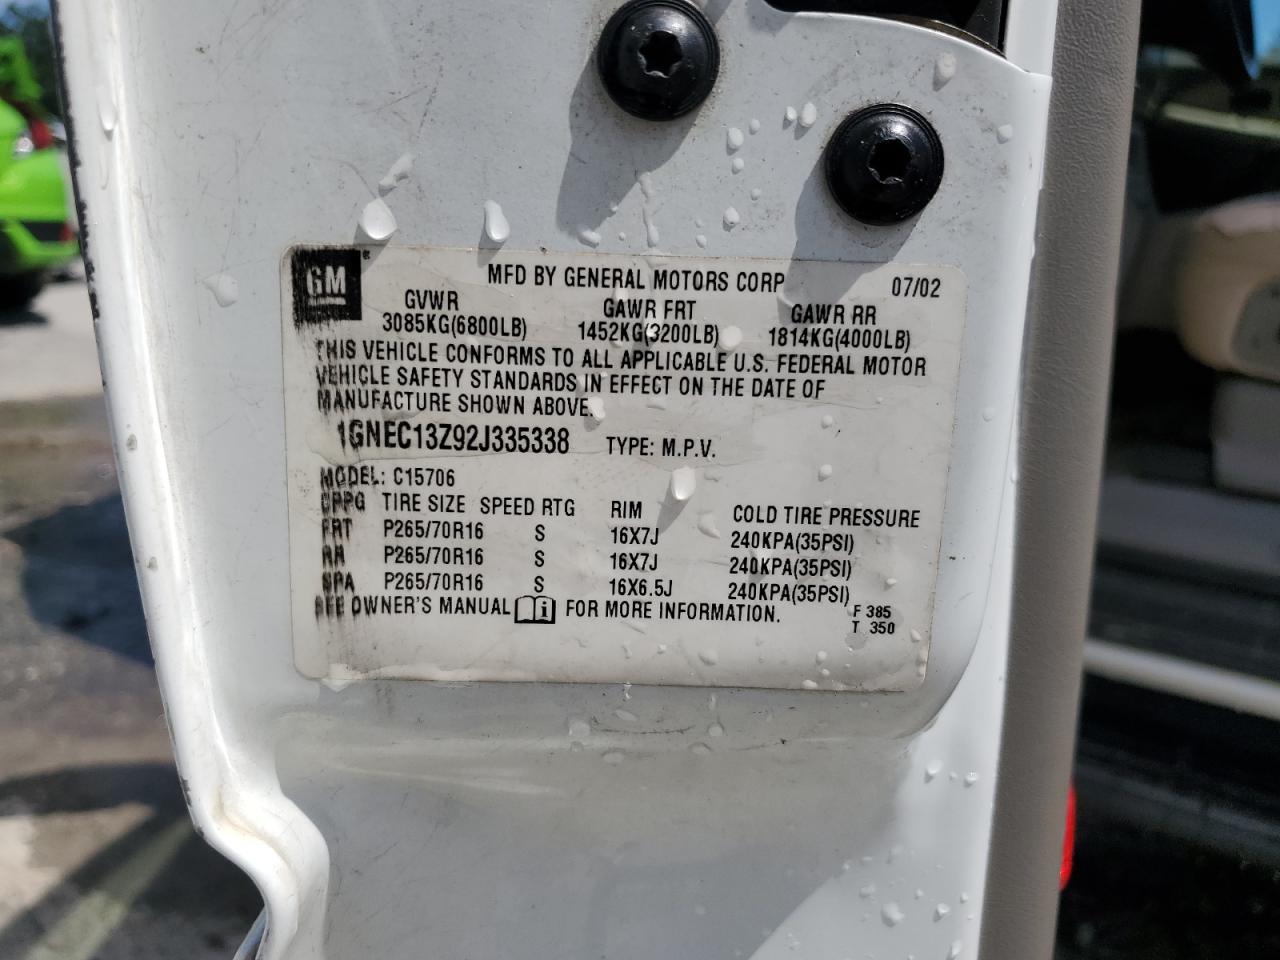 GM®
MFD BY GENERAL MOTORS CORP 07/02
GVWR GAWR FRT GAWR RR
3085KG(6800LB) 1452KG(3200LB) 1814KG(4000LB)
THIS VEHICLE CONFORMS TO ALL APPLICABLE U.S. FEDERAL MOTOR
VEHICLE SAFETY STANDARDS IN EFFECT ON THE DATE OF
MANUFACTURE SHOWN ABOVE.
1GNEC13Z92J335338 TYPE: M.P.V.
MODEL: C15706
TIRE SIZE SPEED RTG RIM COLD TIRE PRESSURE
FRT P265/70R16 S 16X7J 240KPA(35PSI)
RR P265/70R16 S 16X7J 240KPA(35PSI)
SPA P265/70R16 S 16X6.5J 240KPA(35PSI)
SEE OWNER'S MANUAL FOR MORE INFORMATION.
F 385
T 350